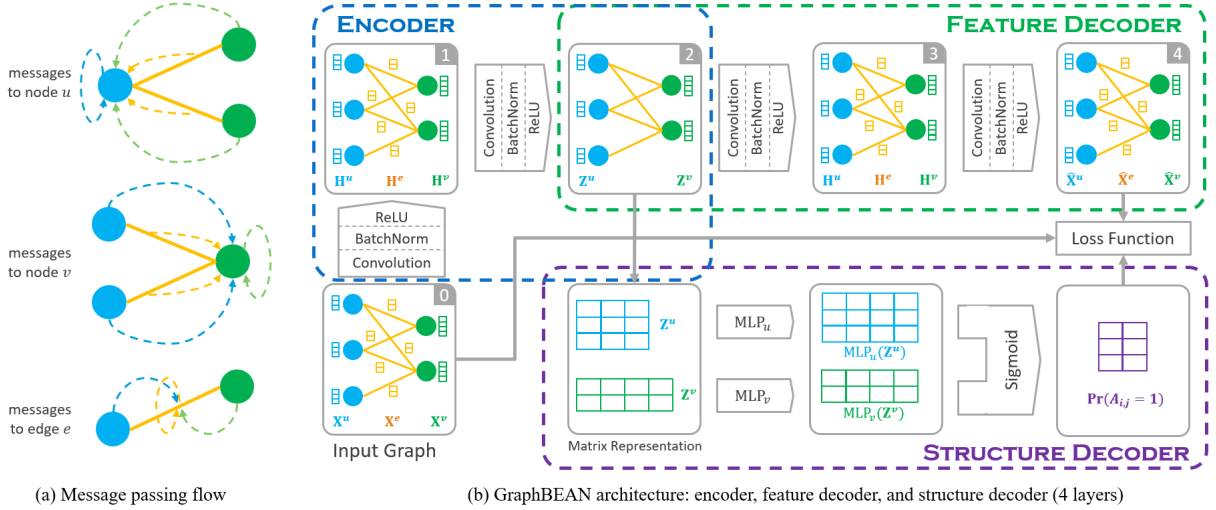 messages
to node u
messages
to node v
messages
to edge e
(a) Message passing flow
ENCODER
FEATURE DECODER
1
Hᵘ Hᵉ Hᵛ
Convolution
BatchNorm
ReLU
2
Zᵘ Zᵛ
Convolution
BatchNorm
ReLU
3
Hᵘ Hᵉ Hᵛ
Convolution
BatchNorm
ReLU
4
X̂ᵘ X̂ᵉ X̂ᵛ
ReLU
BatchNorm
Convolution
Loss Function
0
Xᵘ Xᵉ Xᵛ
Input Graph
Zᵘ
Zᵛ
Matrix Representation
MLPᵤ
MLPᵥ
MLPᵤ(Zᵘ)
MLPᵥ(Zᵛ)
Sigmoid
Pr(Aᵢ,ⱼ = 1)
STRUCTURE DECODER
(b) GraphBEAN architecture: encoder, feature decoder, and structure decoder (4 layers)